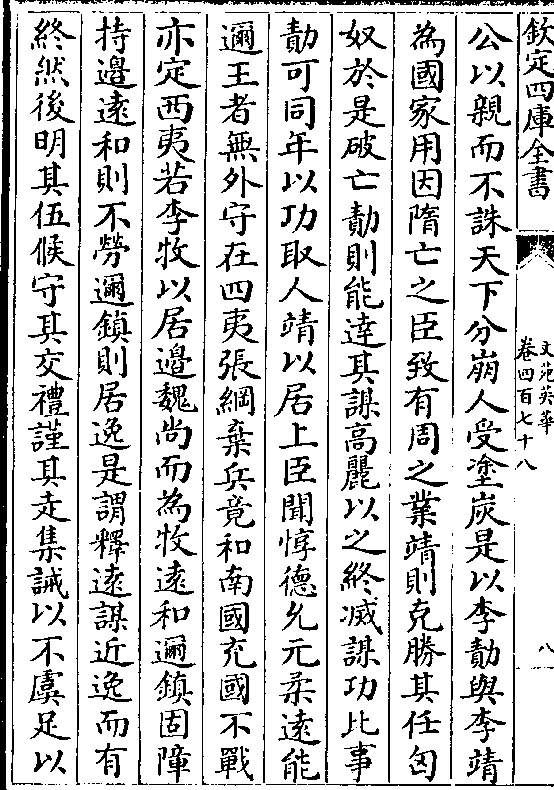 欽定四庫全書
文苑英華
卷四百七十八
八
公以親而不誅天下分崩人受塗炭是以李勣與李靖
為國家用因隋亡之臣致有周之業靖則克勝其任匈
奴於是破亡勣則能達其謀高麗以之終滅謀功比事
勣可同年以功取人靖以居上臣聞惇德允元柔遠能
邇王者無外守在四夷張綱棄兵竟和南國充國不戰
亦定西夷若李牧以居邊魏尚而為牧遠和邇鎮固障
持邊遠和則不勞邇鎮則居逸是謂釋遠謀近逸而有
終然後明其伍候守其交禮謹其走集誡以不虞足以